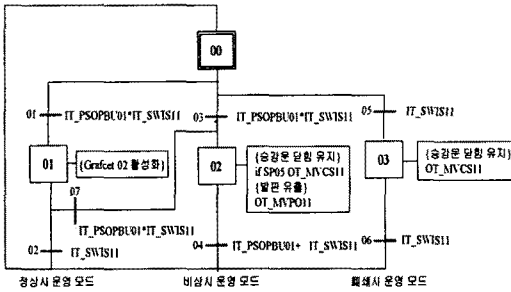 00
01
IT_PSOPBU01*IT_SWIS11
03
IT_PSOPBU01*IT_SWIS11
05
IT_SWIS11
01
{Grafcet 02 활성화}
02
{승강문 닫힘 유지}
if SP05 OT_MVCS11
{발판 유출}
OT_MVPO11
03
{승강문 닫힘 유지}
OT_MVCS11
07
IT_PSOPBU01*IT_SWIS11
02
IT_SWIS11
04
IT_PSOPBU01+ IT_SWIS11
06
IT_SWIS11
정상시 운영 모드
비상시 운영 모드
폐쇄시 운영 모드